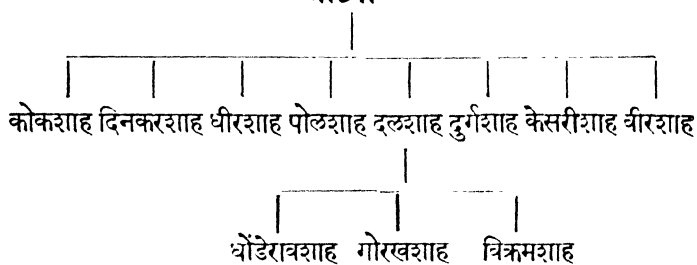 कोकशाह दिनकरशाह धीरशाह पोलशाह दलशाह दुर्गशाह केसरीशाह वीरशाह
धोंडेरावशाह गोरखशाह विक्रमशाह